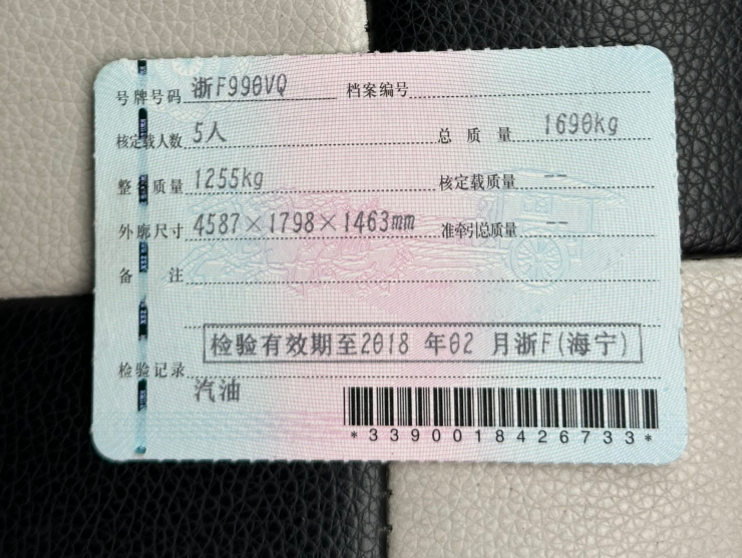 号牌号码 浙F990VQ 档案编号
核定载人数 5人 总质量 1690kg
整备质量 1255kg 核定载质量 --
外廓尺寸 4587×1798×1463mm 准牵引总质量 --
备注
检验有效期至2018 年02 月浙F(海宁)
检验记录
汽油
*3390018426733*